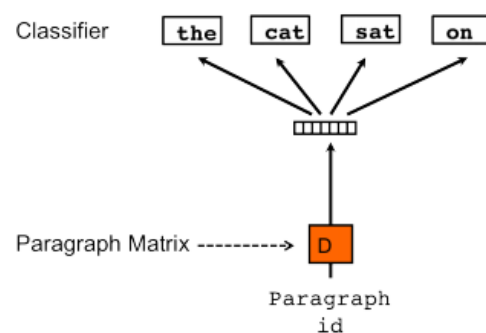 Classifier the cat sat on
Paragraph Matrix D
Paragraph
id